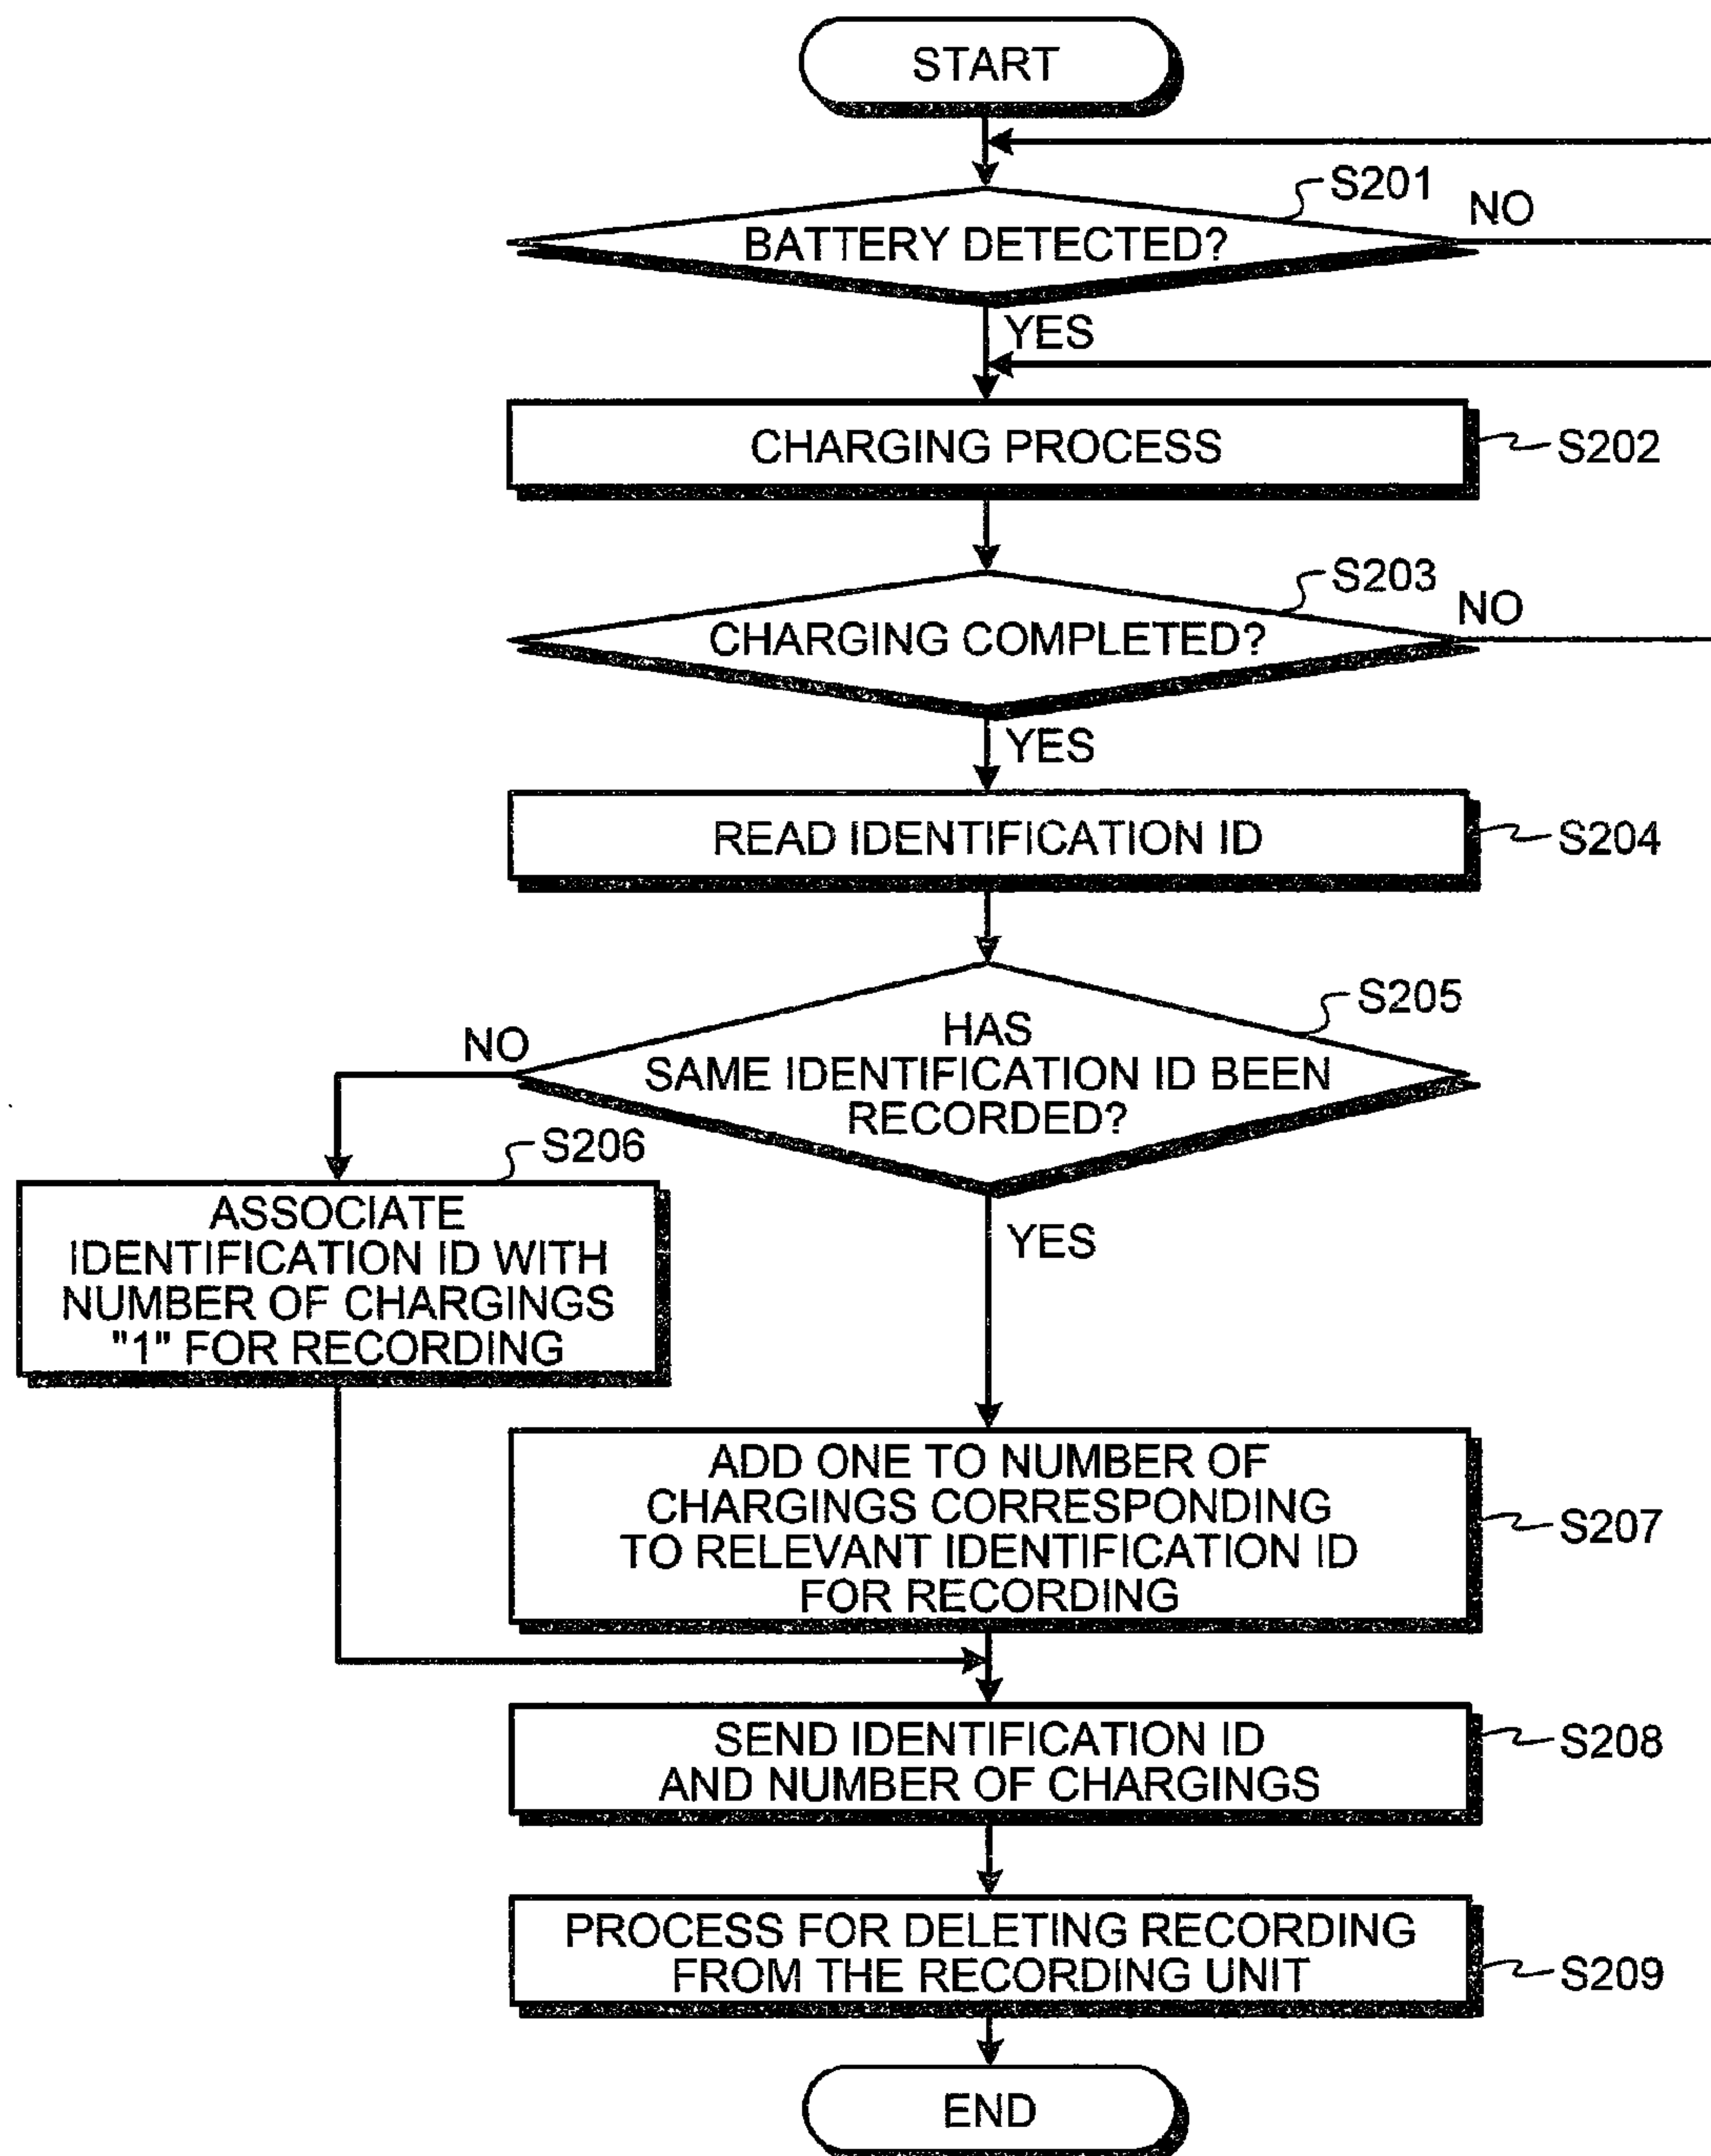 START
S201
NO
BATTERY DETECTED?
YES
CHARGING PROCESS
S202
S203
NO
CHARGING COMPLETED?
YES
READ IDENTIFICATION ID
S204
S205
NO
HAS
SAME IDENTIFICATION ID BEEN
RECORDED?
S206
ASSOCIATE
IDENTIFICATION ID WITH
NUMBER OF CHARGINGS
"1" FOR RECORDING
YES
ADD ONE TO NUMBER OF
CHARGINGS CORRESPONDING
TO RELEVANT IDENTIFICATION ID
FOR RECORDING
S207
SEND IDENTIFICATION ID
AND NUMBER OF CHARGINGS
S208
PROCESS FOR DELETING RECORDING
FROM THE RECORDING UNIT
S209
END